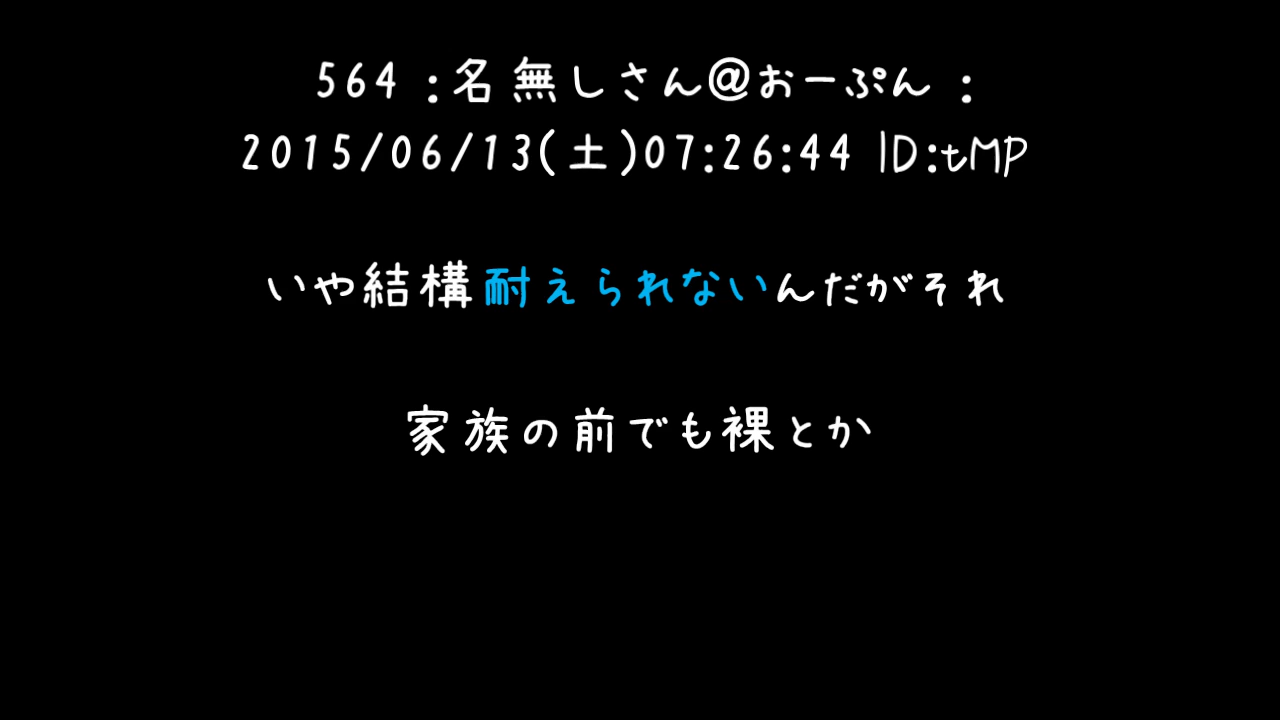 564 :名無しさん@おーぷん :
2015/06/13(土)07:26:44 ID:tMP
いや結構耐えられないんだがそれ
家族の前でも裸とか